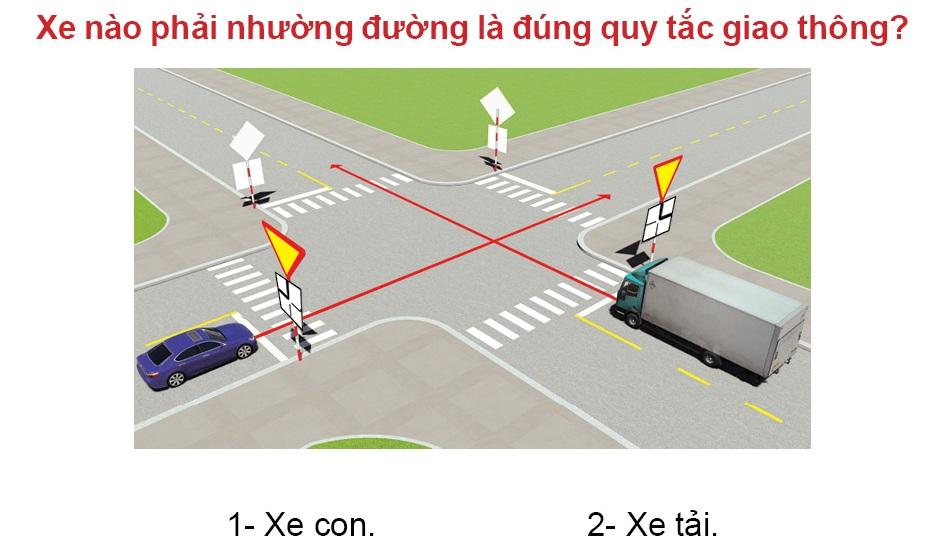 Xe nào phải nhường đường là đúng quy tắc giao thông?
1- Xe con.
2- Xe tải.